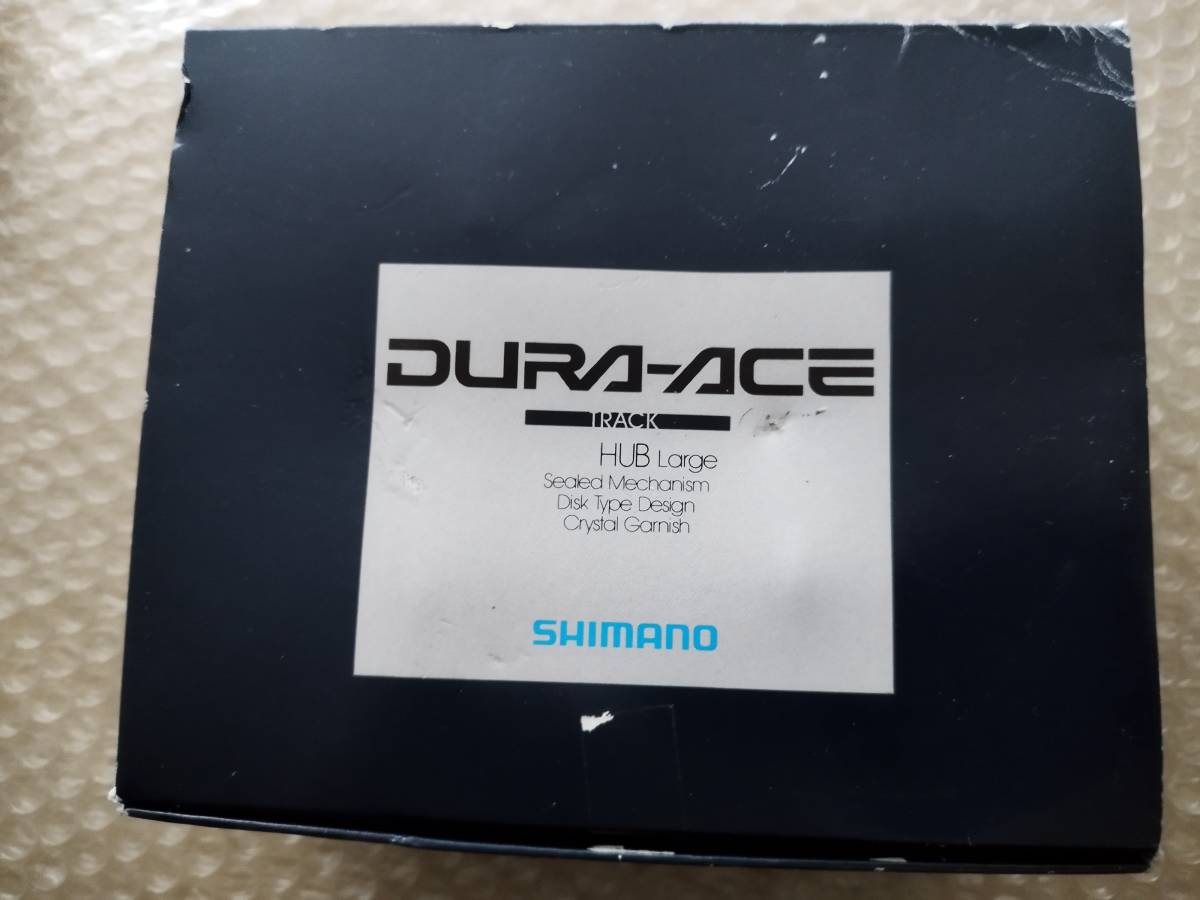 DURA-ACE
TRACK
HUB Large
Sealed Mechanism
Disk Type Design
Crystal Garnish
SHIMANO